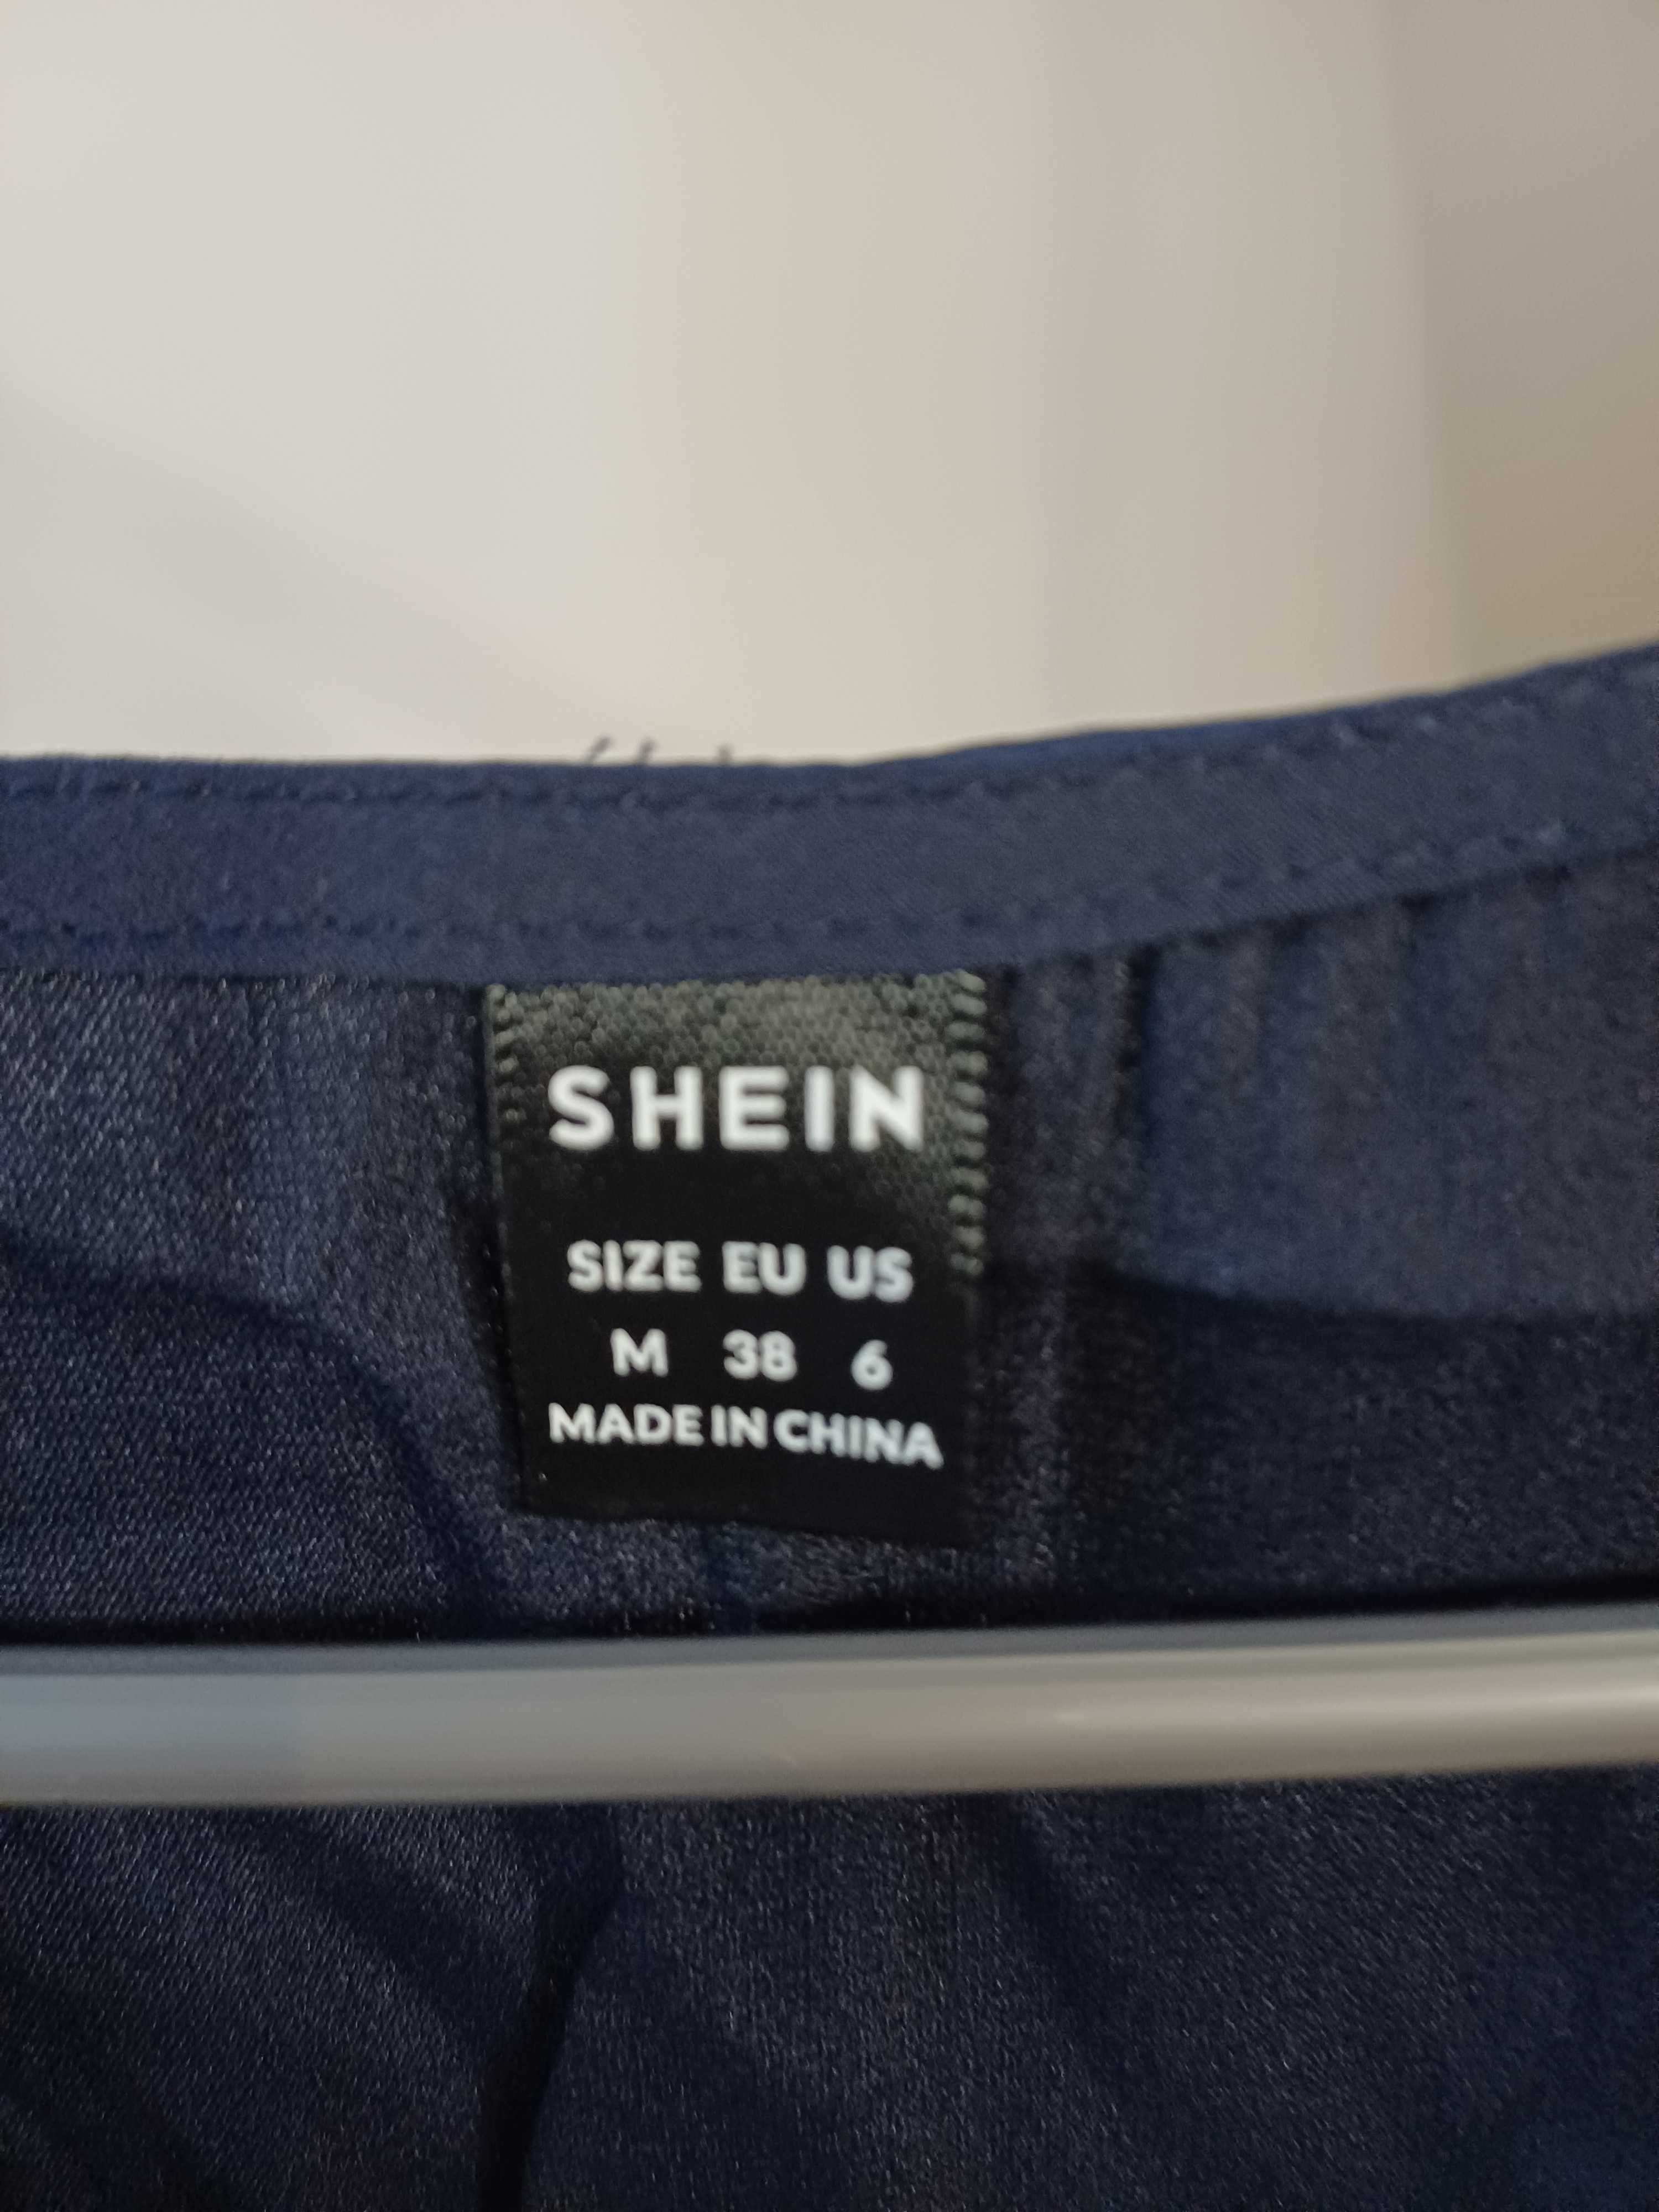 SHEIN
SIZE EU US
M 38 6
MADE IN CHINA